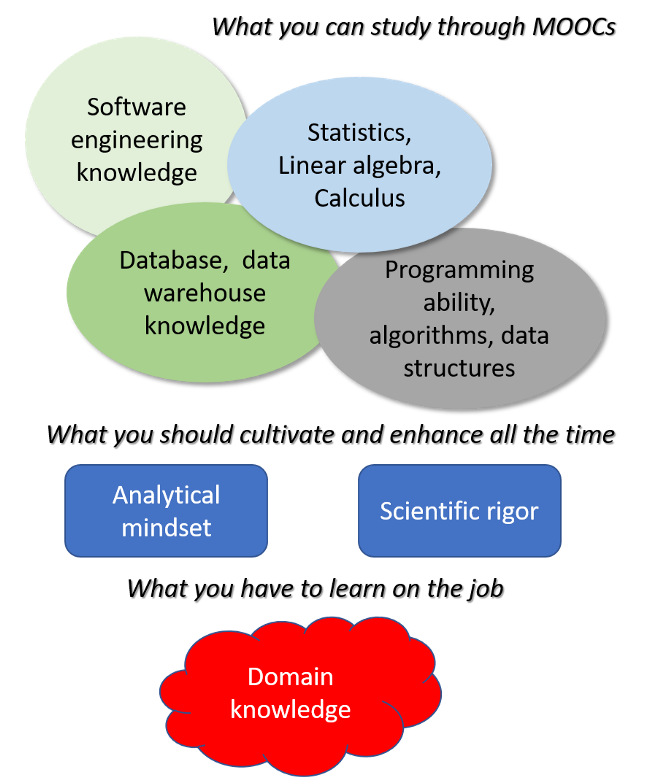 What you can study through MOOCs
Software
engineering
knowledge
Statistics,
Linear algebra,
Calculus
Database, data
warehouse
knowledge
Programming
ability,
algorithms, data
structures
What you should cultivate and enhance all the time
Analytical
mindset
Scientific rigor
What you have to learn on the job
Domain
knowledge